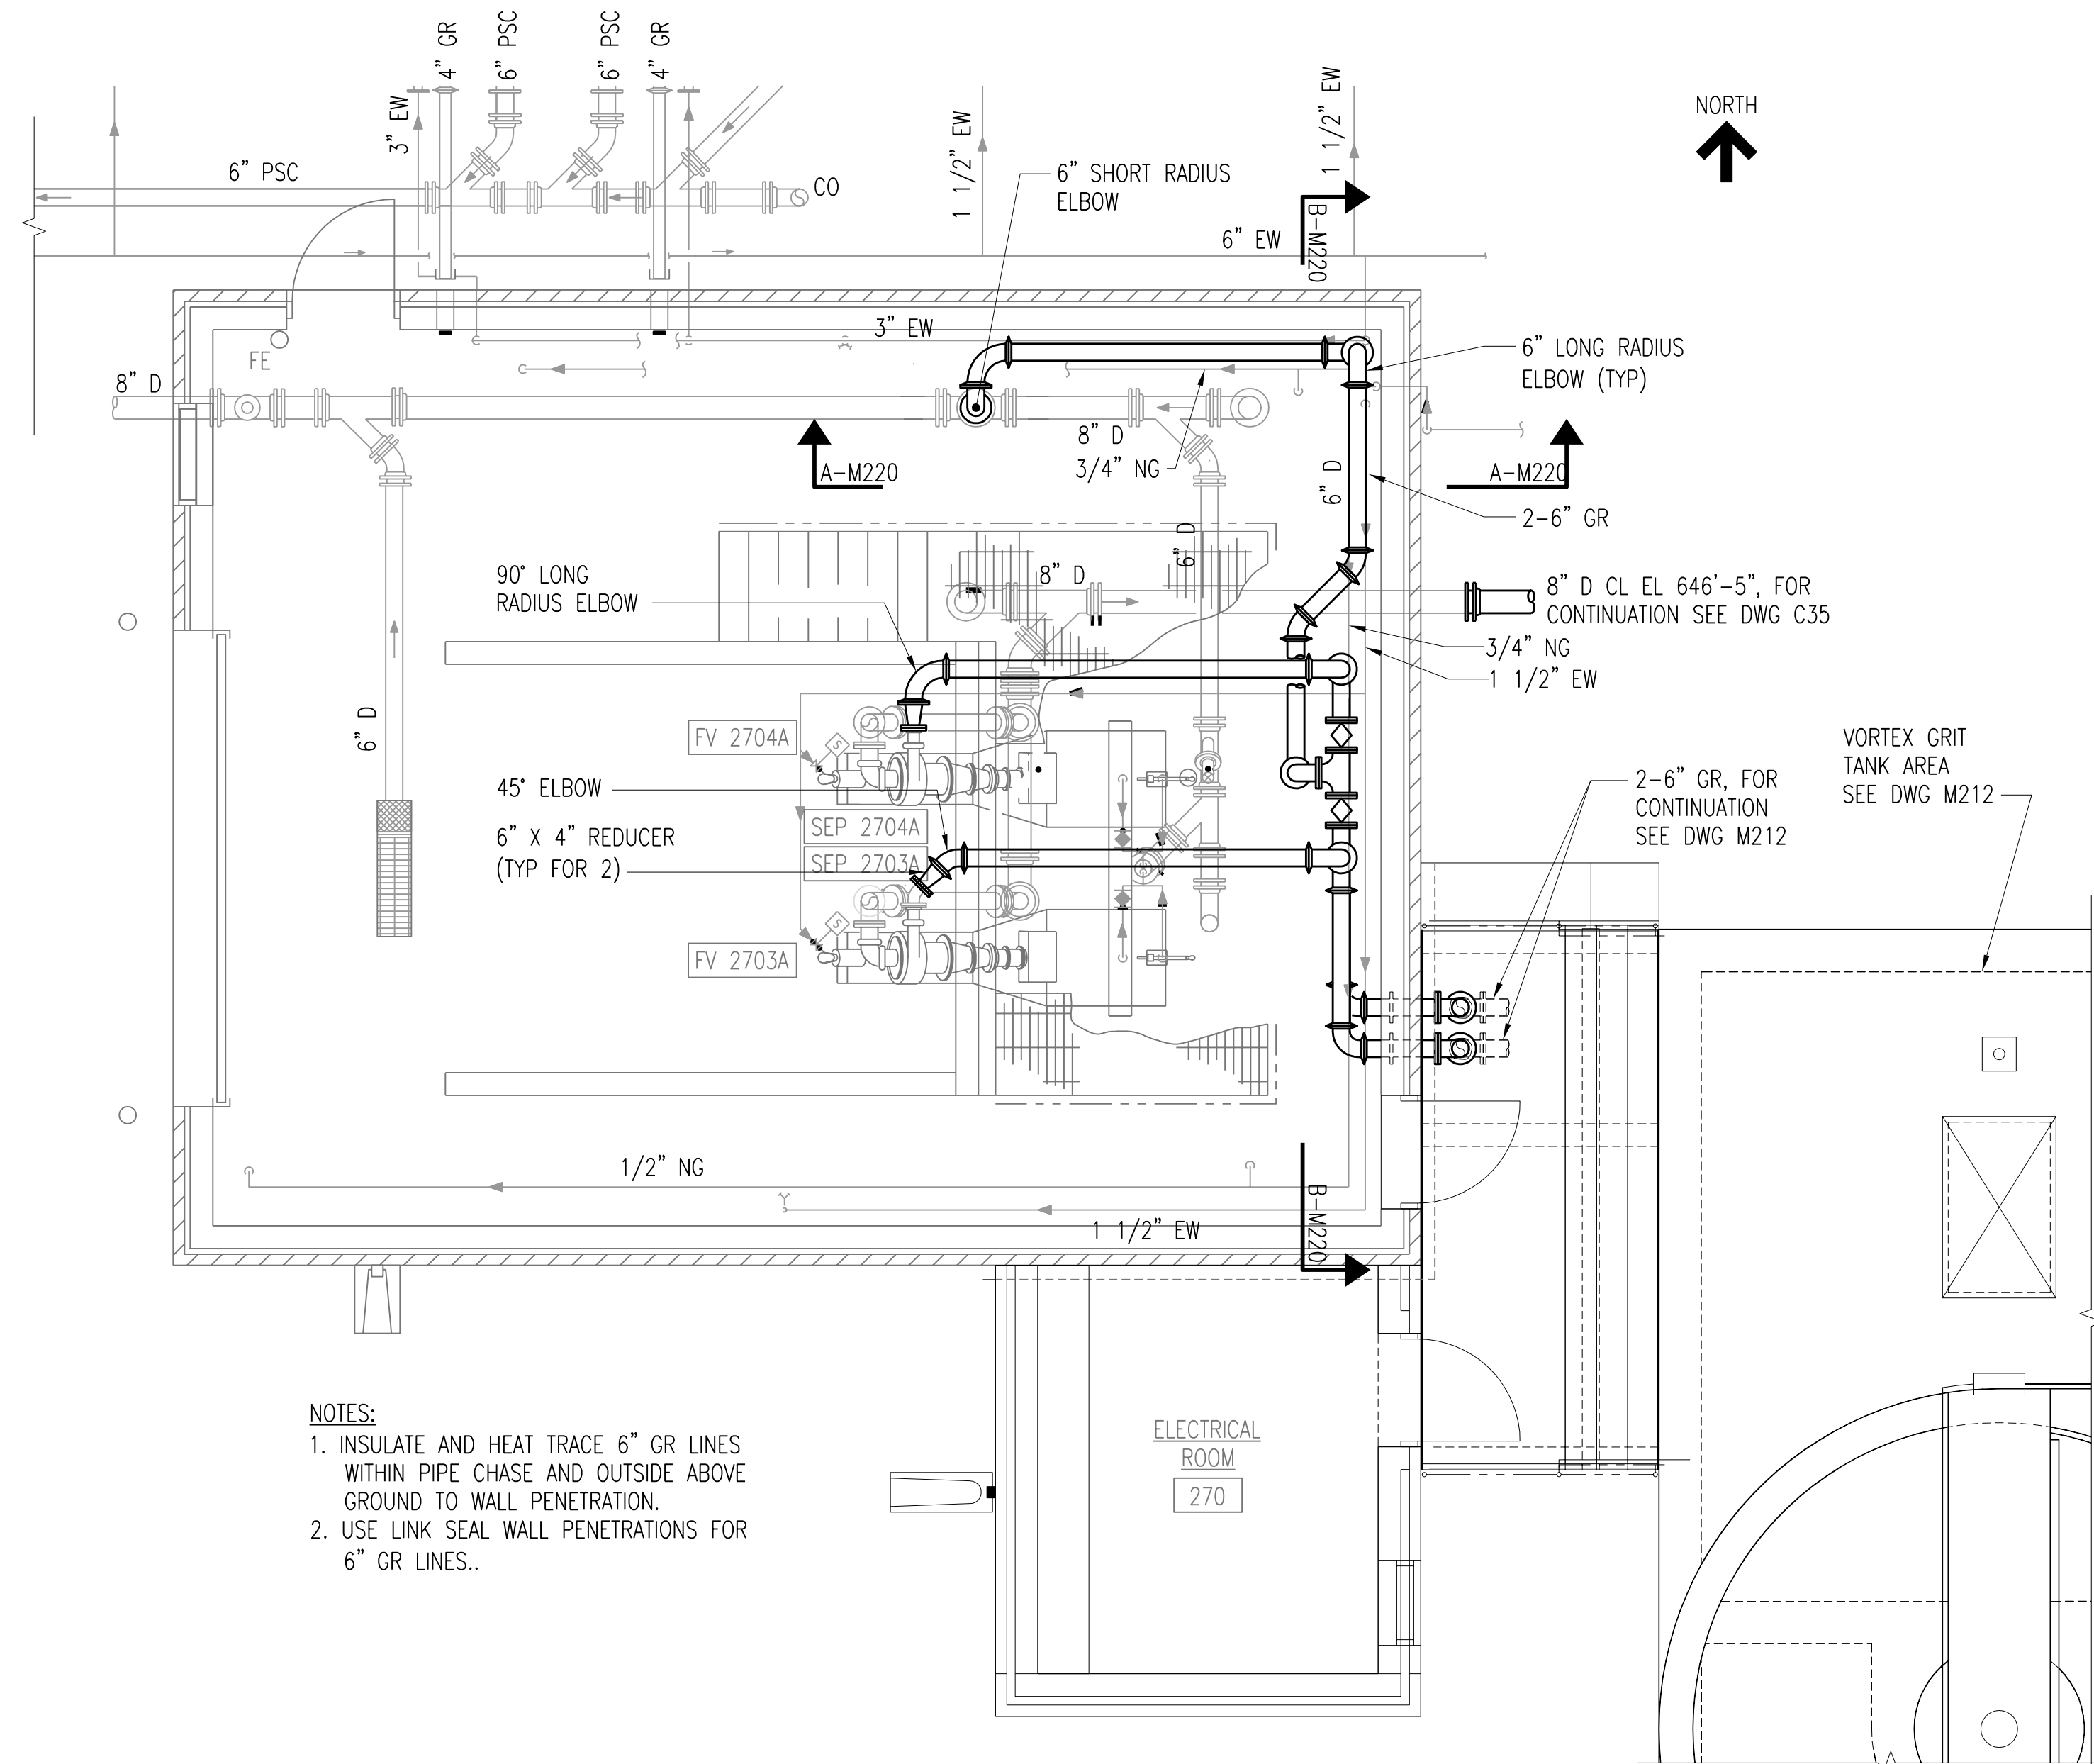 4" GR
6" PSC
6" PSC
4" GR
3" EW
1 1/2" EW
1 1/2" EW
NORTH
6" PSC
CO
6" SHORT RADIUS
ELBOW
B-M220
6" EW
3" EW
FE
6" LONG RADIUS
ELBOW (TYP)
8" D
8" D
3/4" NG
A-M220
6" D
A-M220
2-6" GR
6" D
90° LONG
RADIUS ELBOW
8" D
8" D CL EL 646'-5", FOR
CONTINUATION SEE DWG C35
3/4" NG
1 1/2" EW
6" D
FV 2704A
S
VORTEX GRIT
TANK AREA
SEE DWG M212
45° ELBOW
2-6" GR, FOR
CONTINUATION
SEE DWG M212
SEP 2704A
6" X 4" REDUCER
(TYP FOR 2)
SEP 2703A
S
FV 2703A
1/2" NG
B-M220
1 1/2" EW
NOTES:
1. INSULATE AND HEAT TRACE 6" GR LINES
WITHIN PIPE CHASE AND OUTSIDE ABOVE
GROUND TO WALL PENETRATION.
2. USE LINK SEAL WALL PENETRATIONS FOR
6" GR LINES..
ELECTRICAL
ROOM
270